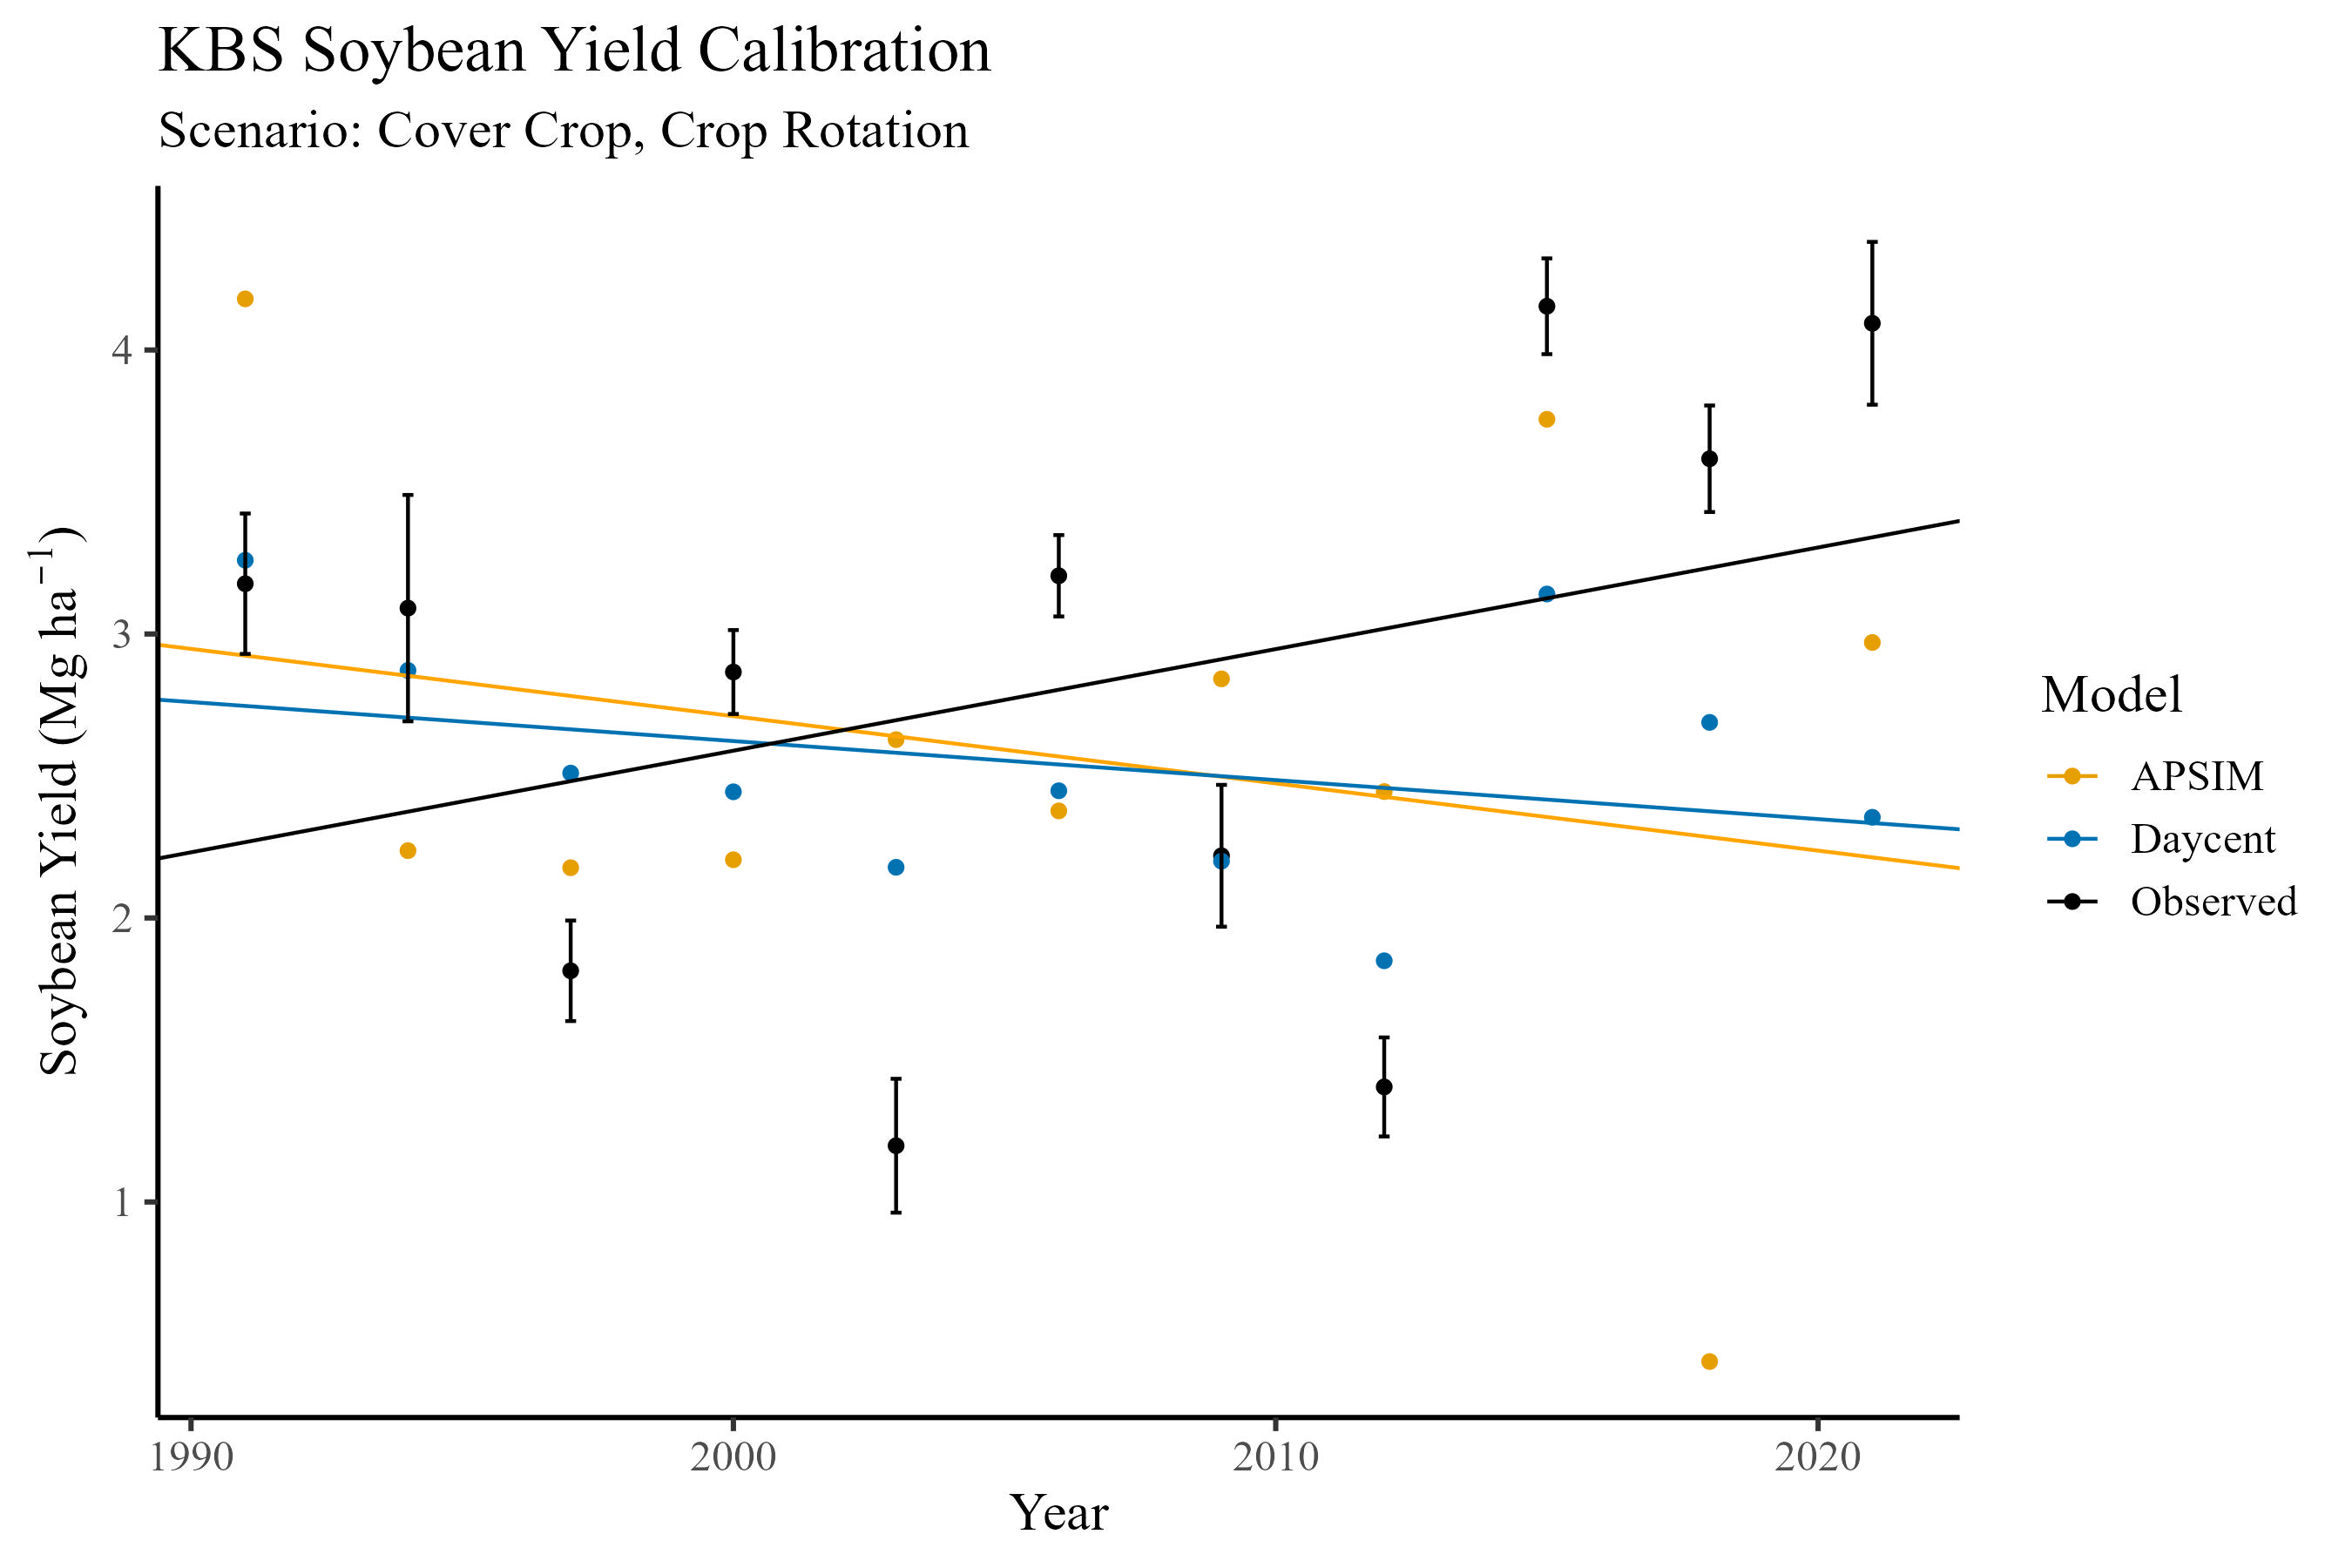 KBS Soybean Yield Calibration
Scenario: Cover Crop, Crop Rotation
Soybean Yield (Mg ha⁻¹)
4
3
2
1
1990
2000
2010
2020
Year
Model
APSIM
Daycent
Observed